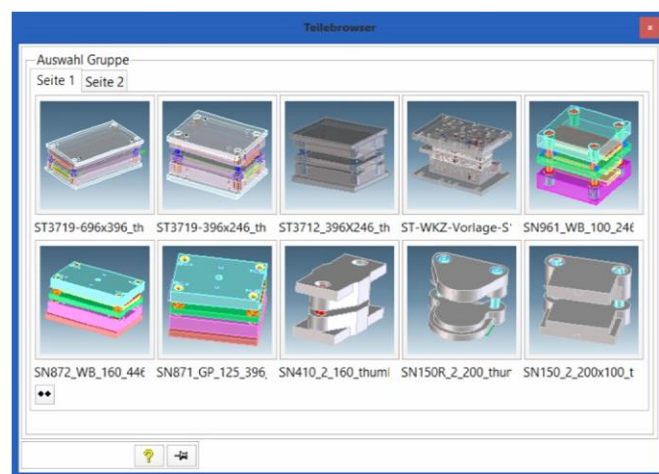 Teilebrowser
Auswahl Gruppe
Seite 1 Seite 2
ST3719-696x396_th ST3719-396x246_th ST3712_396X246_th ST-WKZ-Vorlage-S SN961_WB_100_246
SN872_WB_160_446 SN871_GP_125_396_ SN410_2_160_thuml SN150R_2_200_thur SN150_2_200x100_t